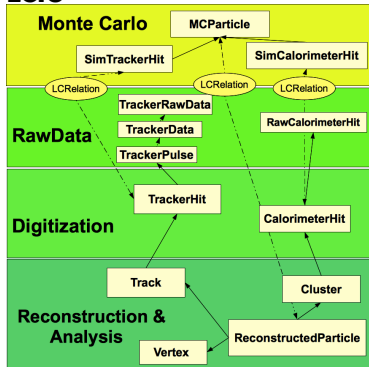 Monte Carlo
MCParticle
SimTrackerHit
SimCalorimeterHit
LCRelation
LCRelation
LCRelation
TrackerRawData
TrackerData
TrackerPulse
RawCalorimeterHit
RawData
TrackerHit
CalorimeterHit
Digitization
Track
Cluster
Reconstruction &
Analysis
ReconstructedParticle
Vertex